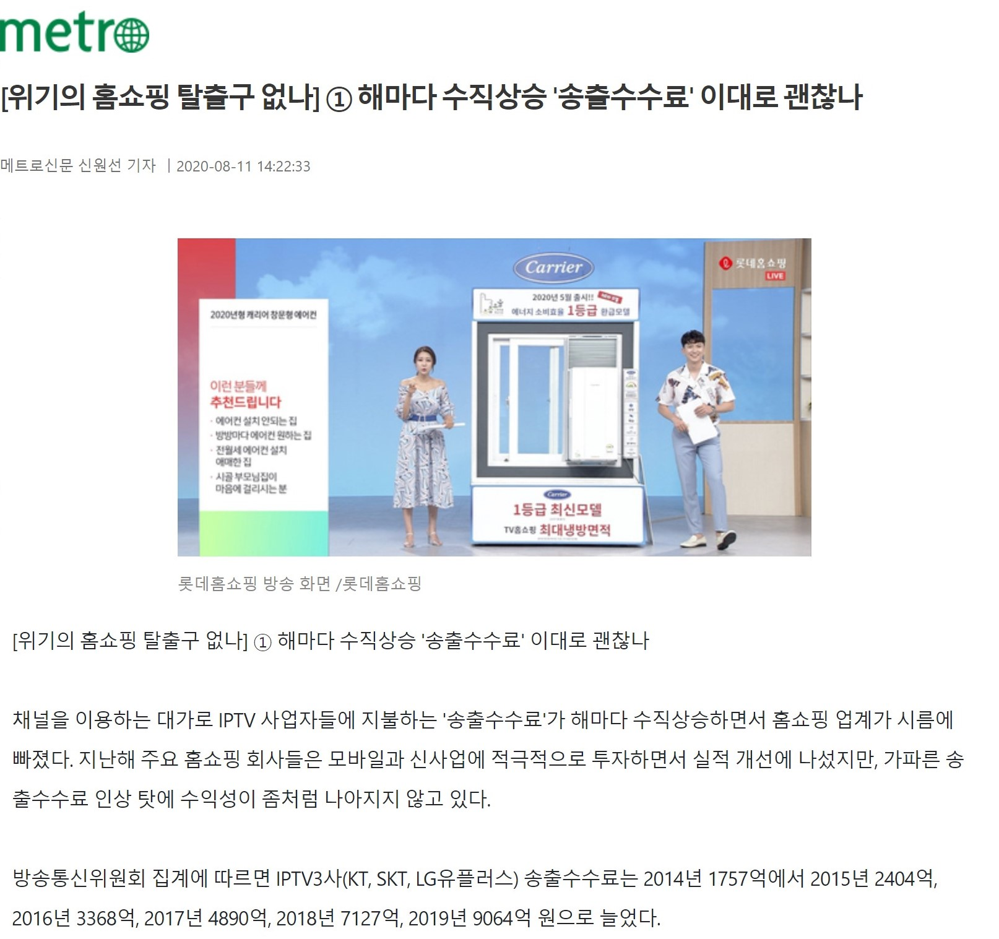 metro
[위기의 홈쇼핑 탈출구 없나] ① 해마다 수직상승 '송출수수료' 이대로 괜찮나
메트로신문 신원선 기자 ㅣ2020-08-11 14:22:33
Carrier
롯데홈쇼핑
LIVE
2020년 5월 출시!!
에너지 소비효율 1등급 환급모델
2020년형 캐리어 창문형 에어컨
이런 분들께
추천드립니다
· 에어컨 설치 안되는 집
· 방방마다 에어컨 원하는 집
· 전월세 에어컨 설치
애매한 집
· 시골 부모님집이
마음에 걸리시는 분
Carrier
1등급 최신모델
TV홈쇼핑 최대냉방면적
롯데홈쇼핑 방송 화면 /롯데홈쇼핑
[위기의 홈쇼핑 탈출구 없나] ① 해마다 수직상승 '송출수수료' 이대로 괜찮나
채널을 이용하는 대가로 IPTV 사업자들에 지불하는 '송출수수료'가 해마다 수직상승하면서 홈쇼핑 업계가 시름에
빠졌다. 지난해 주요 홈쇼핑 회사들은 모바일과 신사업에 적극적으로 투자하면서 실적 개선에 나섰지만, 가파른 송
출수수료 인상 탓에 수익성이 좀처럼 나아지지 않고 있다.
방송통신위원회 집계에 따르면 IPTV3사(KT, SKT, LG유플러스) 송출수수료는 2014년 1757억에서 2015년 2404억,
2016년 3368억, 2017년 4890억, 2018년 7127억, 2019년 9064억 원으로 늘었다.